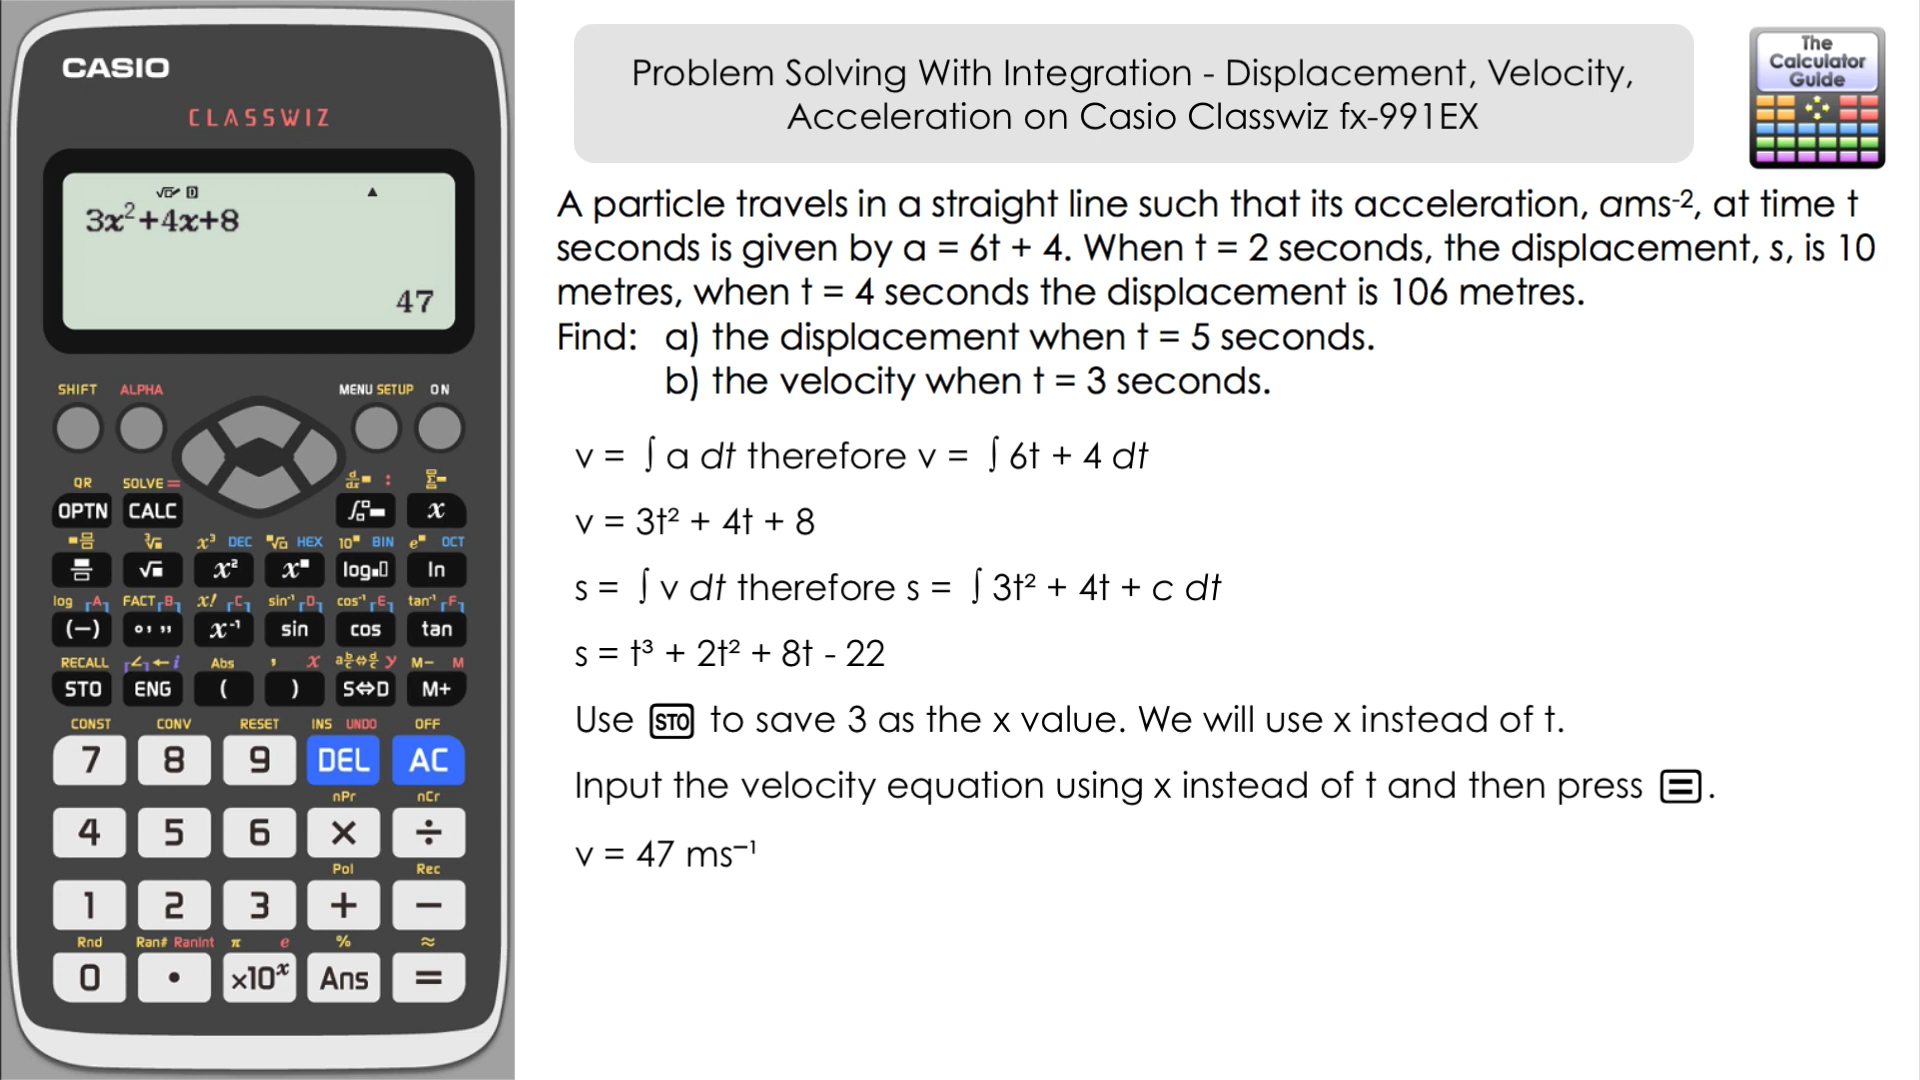 CASIO
CLASSWIZ
3x²+4x+8
47
SHIFT ALPHA MENU SETUP ON
QR SOLVE = d/dx■ : Σ■
OPTN CALC ∫■ x
■■/□ ³√■ x³ DEC ■√□ HEX 10■ BIN e■ OCT
■/□ √■ x² x■ log■□ ln
log A FACT B x! C sin⁻¹ D cos⁻¹ E tan⁻¹ F
(−) °’” x⁻¹ sin cos tan
RECALL ∠ ← i Abs , x a b/c⇔d/c y M− M
STO ENG ( ) S⇔D M+
CONST CONV RESET INS UNDO OFF
7 8 9 DEL AC
nPr nCr
4 5 6 × ÷
Pol Rec
1 2 3 + −
Rnd Ran# RanInt π e % ≈
0 • ×10ˣ Ans =
Problem Solving With Integration - Displacement, Velocity,
Acceleration on Casio Classwiz fx-991EX
The
Calculator
Guide
A particle travels in a straight line such that its acceleration, ams⁻², at time t
seconds is given by a = 6t + 4. When t = 2 seconds, the displacement, s, is 10
metres, when t = 4 seconds the displacement is 106 metres.
Find: a) the displacement when t = 5 seconds.
b) the velocity when t = 3 seconds.
v = ∫ a dt therefore v = ∫ 6t + 4 dt
v = 3t² + 4t + 8
s = ∫ v dt therefore s = ∫ 3t² + 4t + c dt
s = t³ + 2t² + 8t - 22
Use STO to save 3 as the x value. We will use x instead of t.
Input the velocity equation using x instead of t and then press = .
v = 47 ms⁻¹